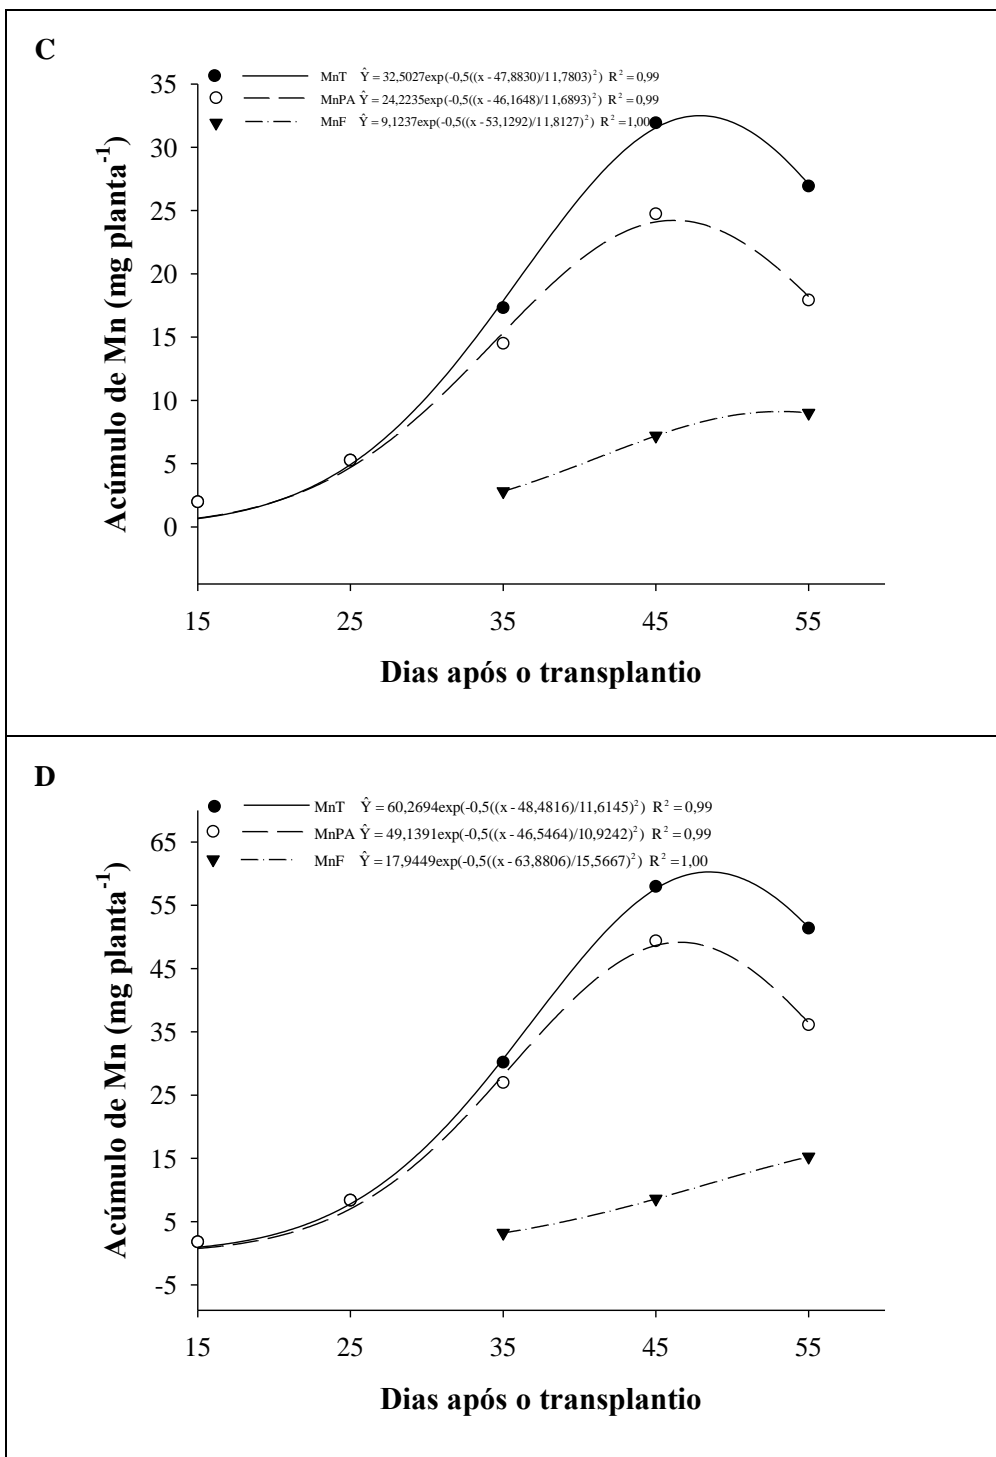 C
MnT Ŷ = 32,5027exp(-0,5((x - 47,8830)/11,7803)²) R² = 0,99
MnPA Ŷ = 24,2235exp(-0,5((x - 46,1648)/11,6893)²) R² = 0,99
MnF Ŷ = 9,1237exp(-0,5((x - 53,1292)/11,8127)²) R² = 1,00
Acúmulo de Mn (mg planta⁻¹)
35
30
25
20
15
10
5
0
15 25 35 45 55
Dias após o transplantio
D
MnT Ŷ = 60,2694exp(-0,5((x - 48,4816)/11,6145)²) R² = 0,99
MnPA Ŷ = 49,1391exp(-0,5((x - 46,5464)/10,9242)²) R² = 0,99
MnF Ŷ = 17,9449exp(-0,5((x - 63,8806)/15,5667)²) R² = 1,00
Acúmulo de Mn (mg planta⁻¹)
65
55
45
35
25
15
5
-5
15 25 35 45 55
Dias após o transplantio